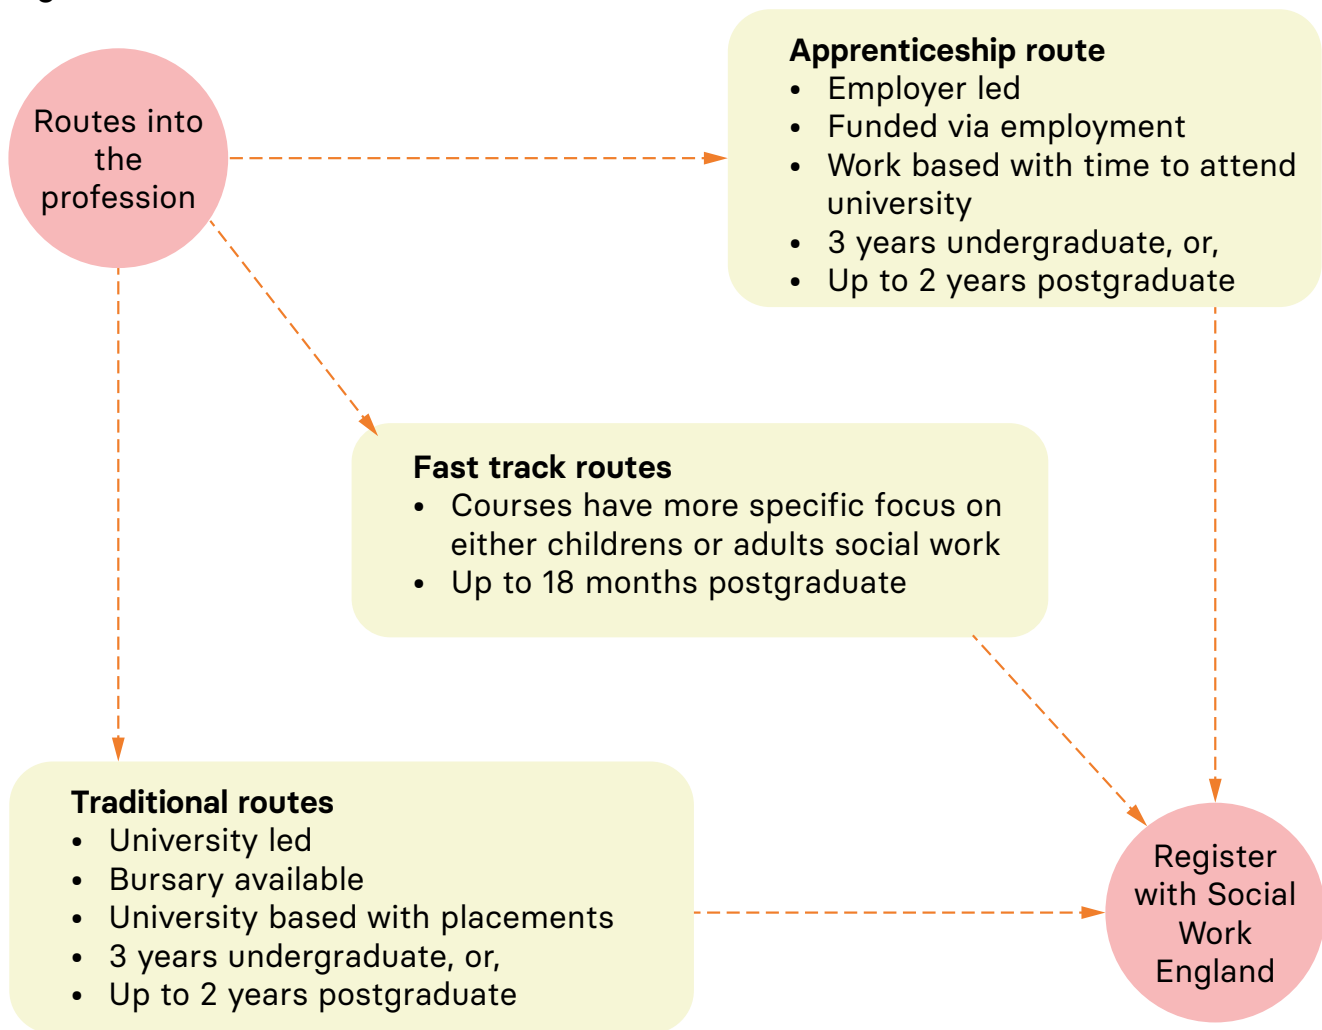 Routes into
the
profession
Apprenticeship route
• Employer led
• Funded via employment
• Work based with time to attend
university
• 3 years undergraduate, or,
• Up to 2 years postgraduate
Fast track routes
• Courses have more specific focus on
either childrens or adults social work
• Up to 18 months postgraduate
Traditional routes
• University led
• Bursary available
• University based with placements
• 3 years undergraduate, or,
• Up to 2 years postgraduate
Register
with Social
Work
England